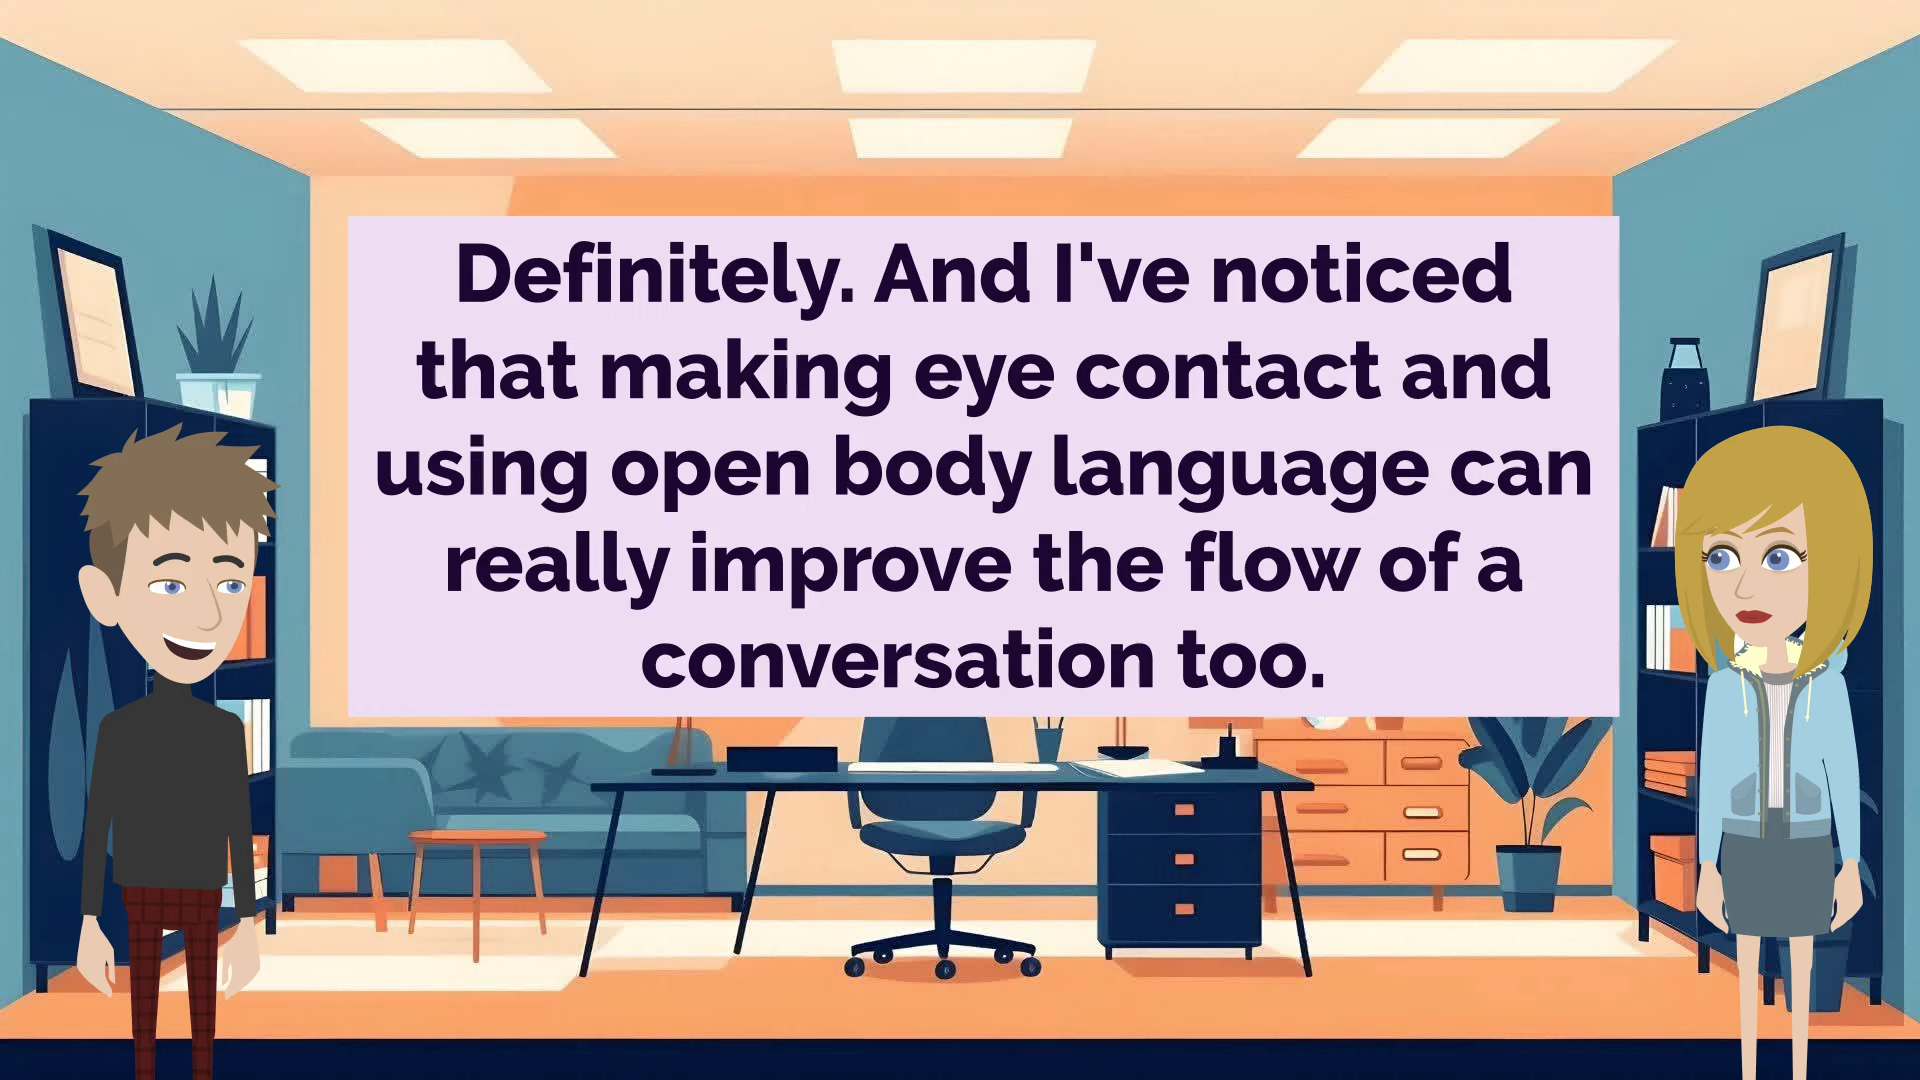 Definitely. And I've noticed
that making eye contact and
using open body language can
really improve the flow of a
conversation too.